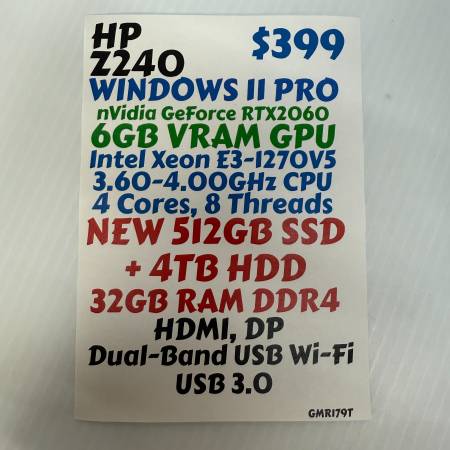 HP $399
Z240
WINDOWS 11 PRO
nVidia GeForce RTX2060
6GB VRAM GPU
Intel Xeon E3-1270V5
3.60-4.00GHz CPU
4 Cores, 8 Threads
NEW 512GB SSD
+ 4TB HDD
32GB RAM DDR4
HDMI, DP
Dual-Band USB Wi-Fi
USB 3.0
GMR179T